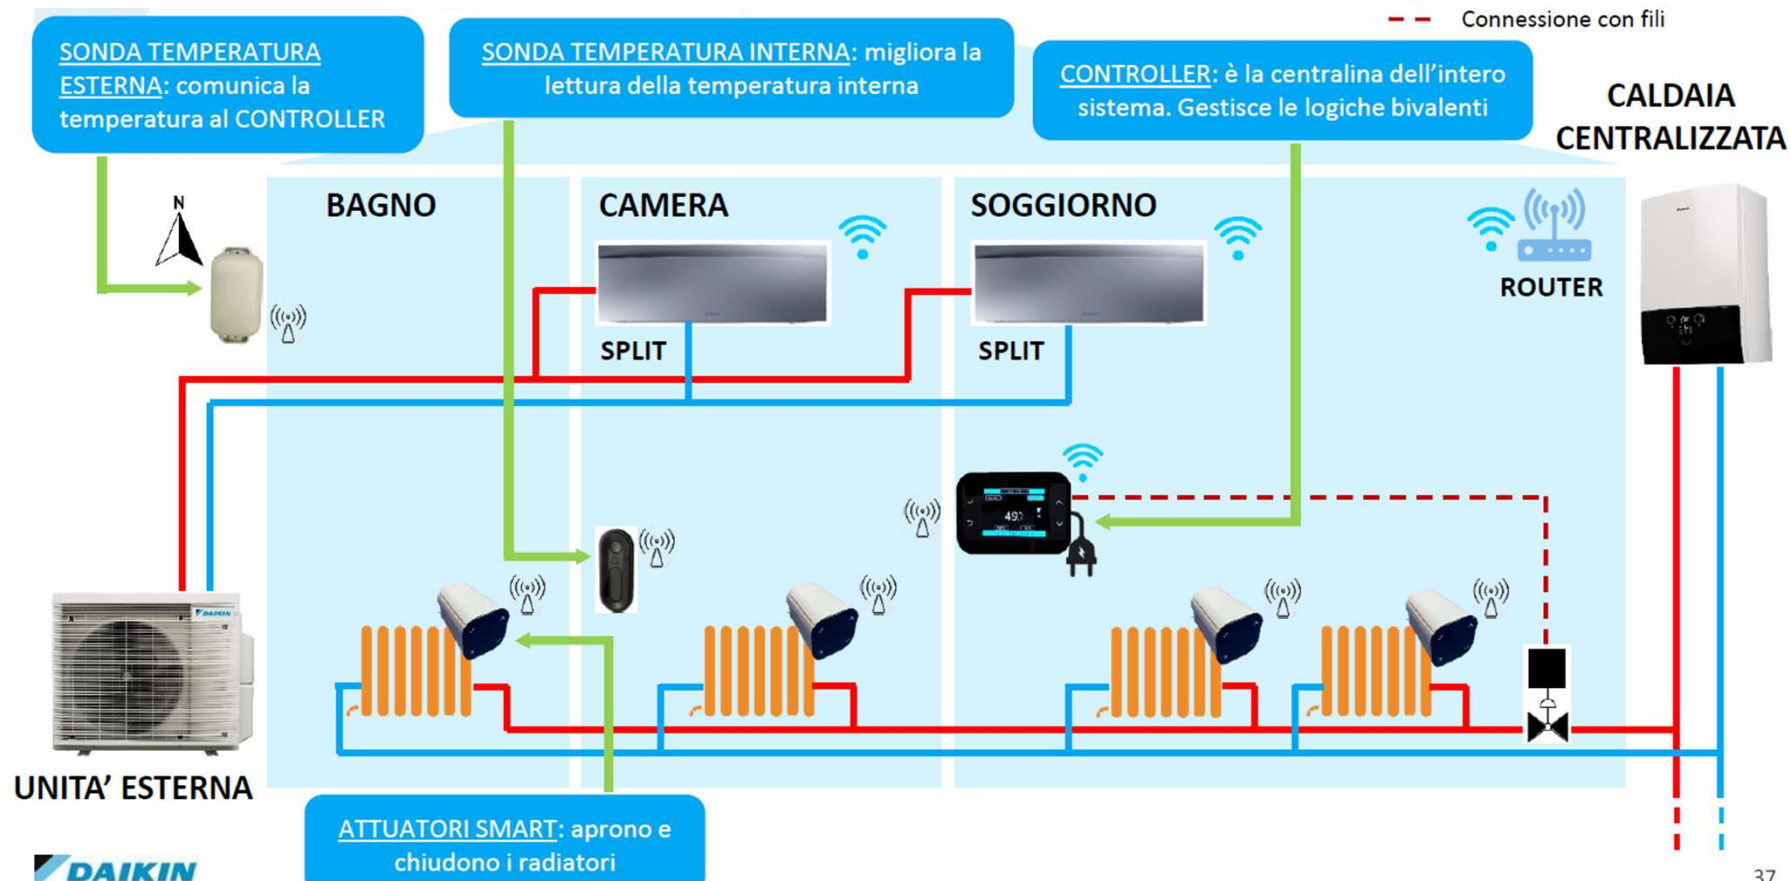 Connessione con fili
SONDA TEMPERATURA
ESTERNA: comunica la
temperatura al CONTROLLER
SONDA TEMPERATURA INTERNA: migliora la
lettura della temperatura interna
CONTROLLER: è la centralina dell'intero
sistema. Gestisce le logiche bivalenti
CALDAIA
CENTRALIZZATA
N
BAGNO
CAMERA
SOGGIORNO
ROUTER
SPLIT
SPLIT
DAIKIN
UNITA' ESTERNA
ATTUATORI SMART: aprono e
chiudono i radiatori
DAIKIN
37